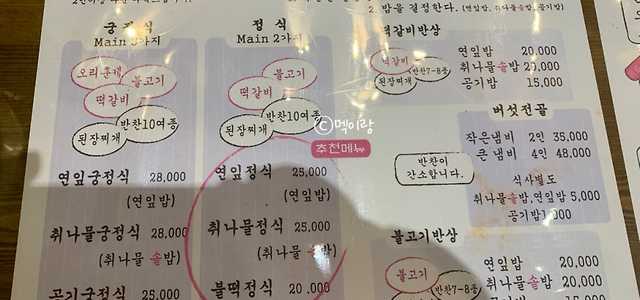 2.밥을 결정한다. (연잎밥, 취나물솥밥, 공기밥)
궁정식
Main 3가지
오리훈제
불고기
떡갈비
반찬10여종
된장찌개
연잎궁정식 28,000
(연잎밥)
취나물궁정식 28,000
(취나물 솥밥)
공기궁정식 25,000
정식
Main 2가지
불고기
떡갈비
반찬10여종
된장찌개
ⓒ멕이랑
추천메뉴
연잎정식 25,000
(연잎밥)
취나물정식 25,000
(취나물 솥밥)
불떡정식 20,000
떡갈비반상
떡갈비
된장찌개
반찬7~8종
연잎밥 20,000
취나물솥밥 20,000
공기밥 15,000
버섯전골
반찬이
간소합니다.
작은냄비 2인 35,000
큰냄비 4인 48,000
식사별도
취나물솥밥,연잎밥 5,000
공기밥1,000
불고기반상
불고기
반찬7~8종
연잎밥 20,000
취나물솥밥 20,000